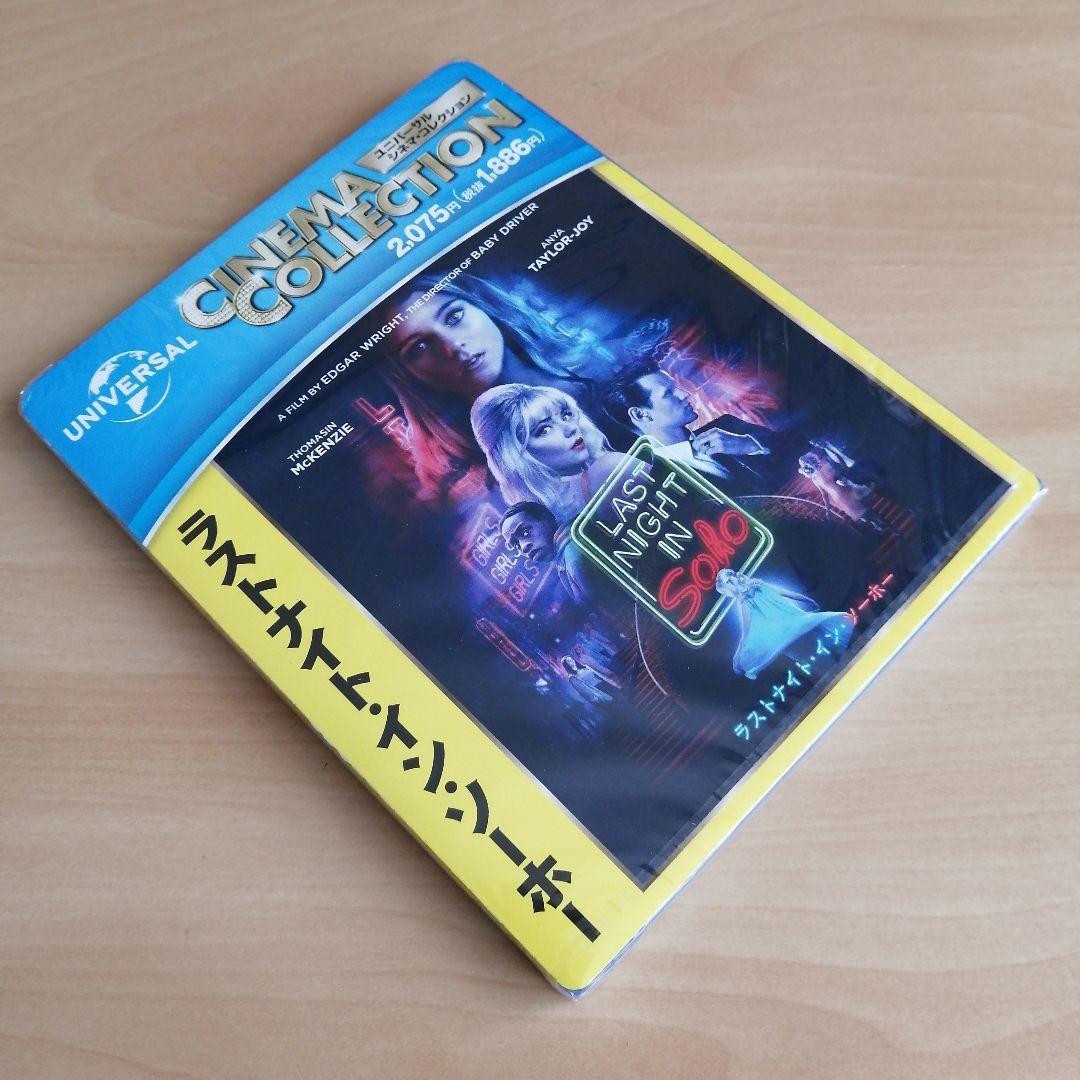 ユニバーサル
シネマ・コレクション
CINEMA
COLLECTION
2,075円(税抜1,886円)
UNIVERSAL
A FILM BY EDGAR WRIGHT, THE DIRECTOR OF BABY DRIVER
THOMASIN
McKENZIE
ANYA
TAYLOR-JOY
GIRLS
GIRLS
GIRLS
LAST
NIGHT
IN
SOHO
ラストナイト・イン・ソーホー
ラストナイト・イン・ソーホー